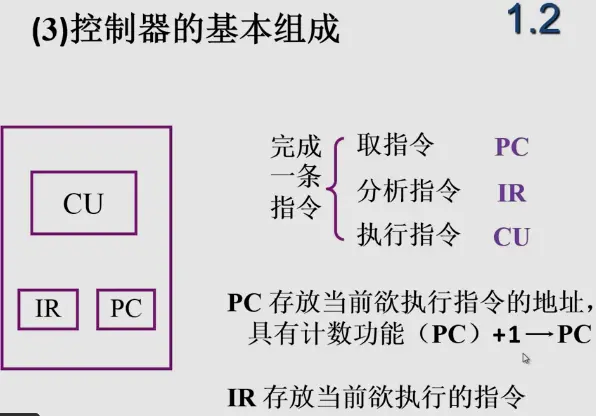 (3)控制器的基本组成
1.2
CU
IR
PC
完成
一条
指令
取指令 PC
分析指令 IR
执行指令 CU
PC 存放当前欲执行指令的地址,
具有计数功能（PC）+1→PC
IR 存放当前欲执行的指令